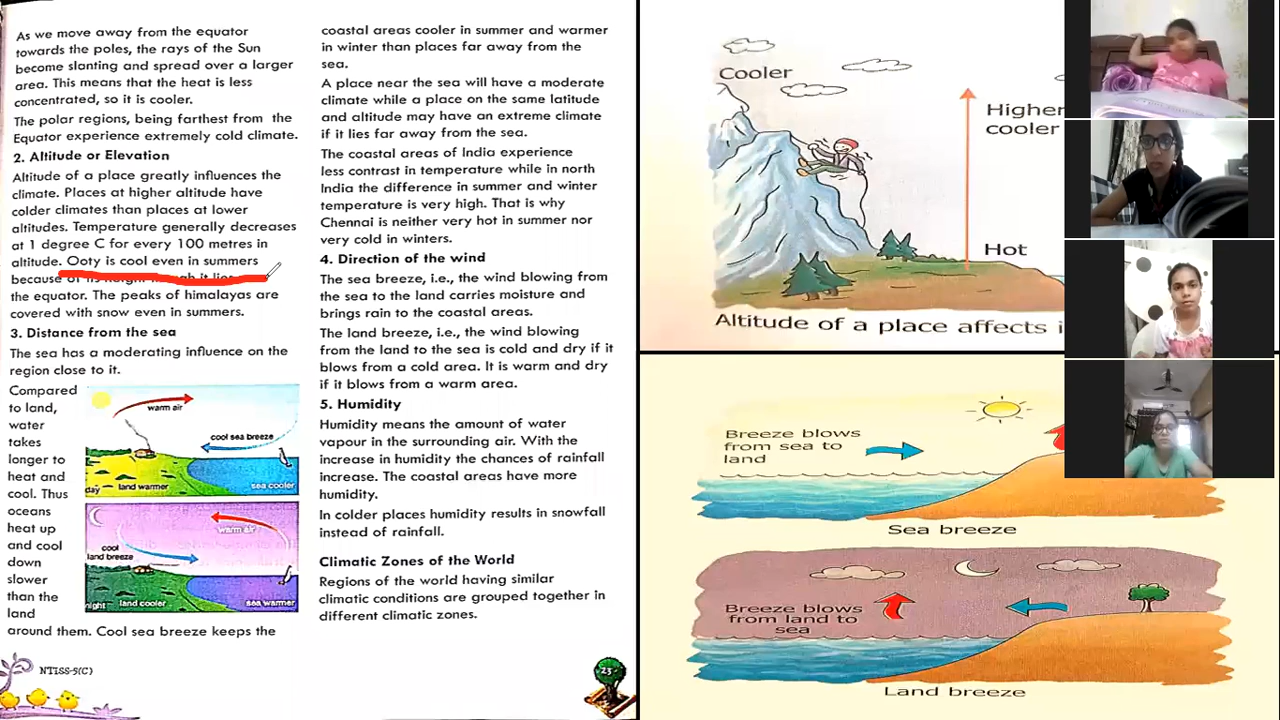 As we move away from the equator
towards the poles, the rays of the Sun
become slanting and spread over a larger
area. This means that the heat is less
concentrated, so it is cooler.
The polar regions, being farthest from the
Equator experience extremely cold climate.
2. Altitude or Elevation
Altitude of a place greatly influences the
climate. Places at higher altitude have
colder climates than places at lower
altitudes. Temperature generally decreases
at 1 degree C for every 100 metres in
altitude. Ooty is cool even in summers
because of its height it lies
the equator. The peaks of himalayas are
covered with snow even in summers.
3. Distance from the sea
The sea has a moderating influence on the
region close to it.
Compared
to land,
water
takes
longer to
heat and
cool. Thus
oceans
heat up
and cool
down
slower
than the
land
around them. Cool sea breeze keeps the
warm air
cool sea breeze
day
land warmer
sea cooler
warm air
cool
land breeze
night
land cooler
sea warmer
NTISS-5(C)
coastal areas cooler in summer and warmer
in winter than places far away from the
sea.
A place near the sea will have a moderate
climate while a place on the same latitude
and altitude may have an extreme climate
if it lies far away from the sea.
The coastal areas of India experience
less contrast in temperature while in north
India the difference in summer and winter
temperature is very high. That is why
Chennai is neither very hot in summer nor
very cold in winters.
4. Direction of the wind
The sea breeze, i.e., the wind blowing from
the sea to the land carries moisture and
brings rain to the coastal areas.
The land breeze, i.e., the wind blowing
from the land to the sea is cold and dry if it
blows from a cold area. It is warm and dry
if it blows from a warm area.
5. Humidity
Humidity means the amount of water
vapour in the surrounding air. With the
increase in humidity the chances of rainfall
increase. The coastal areas have more
humidity.
In colder places humidity results in snowfall
instead of rainfall.
Climatic Zones of the World
Regions of the world having similar
climatic conditions are grouped together in
different climatic zones.
23
Cooler
Higher
cooler
Hot
Altitude of a place affects i
Breeze blows
from sea to
land
Sea breeze
Breeze blows
from land to
sea
Land breeze